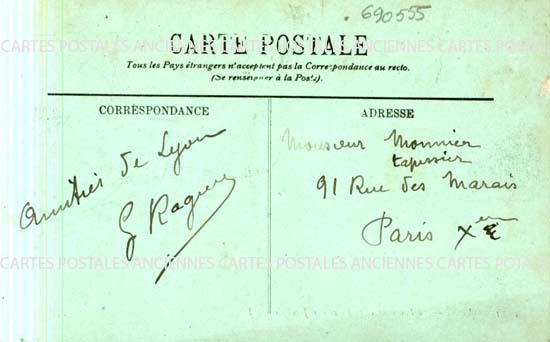 690555
CARTE POSTALE
Tous les Pays étrangers n'acceptent pas la Correspondance au recto.
(Se renseigner à la Poste).
CORRESPONDANCE
Amitiés de Lyon
G Raguen
ADRESSE
Monsieur Monnier
tapissier
91 Rue des Marais
Paris Xe
CARTES POSTALES ANCIENNES CARTES POSTALES ANCIENNES CARTES POSTALES
CARTES POSTALES ANCIENNES CARTES POSTALES ANCIENNES CARTES POSTALES